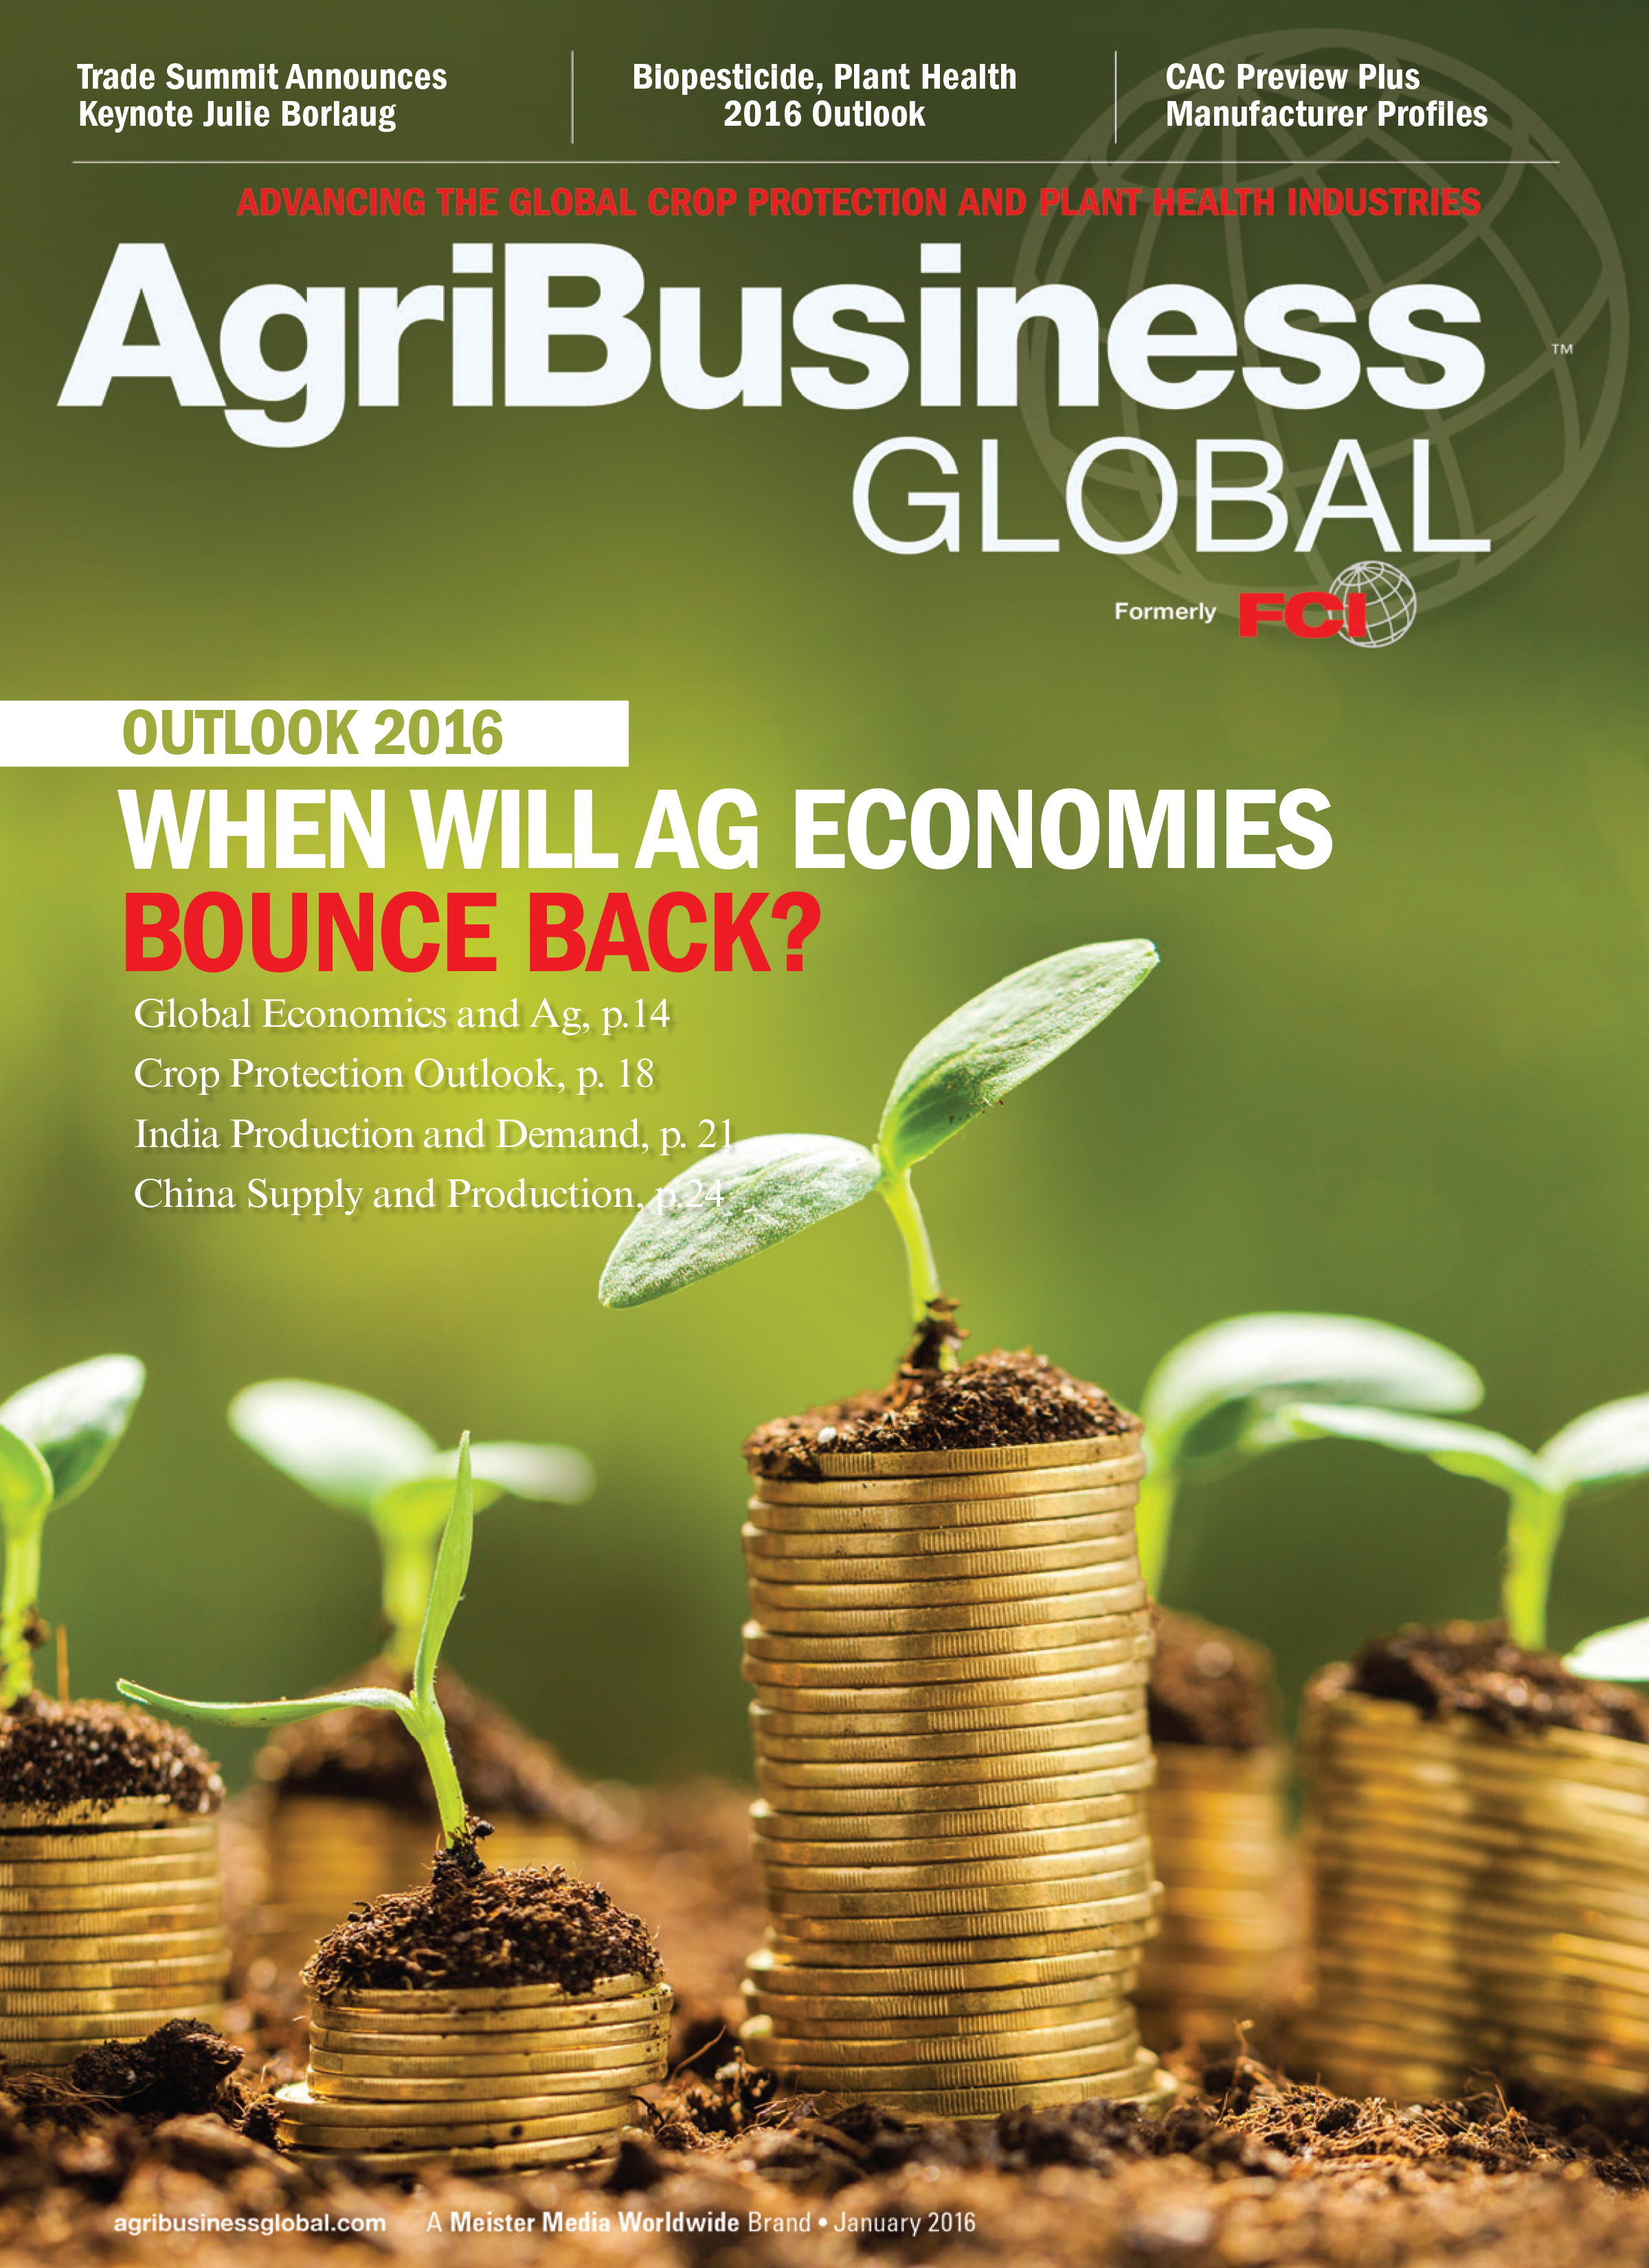 Trade Summit Announces
Keynote Julie Borlaug
Biopesticide, Plant Health
2016 Outlook
CAC Preview Plus
Manufacturer Profiles
ADVANCING THE GLOBAL CROP PROTECTION AND PLANT HEALTH INDUSTRIES
AgriBusiness
TM
GLOBAL
Formerly FCI
OUTLOOK 2016
WHEN WILL AG ECONOMIES
BOUNCE BACK?
Global Economics and Ag, p.14
Crop Protection Outlook, p. 18
India Production and Demand, p. 21
China Supply and Production, p.24
agribusinessglobal.com A Meister Media Worldwide Brand • January 2016